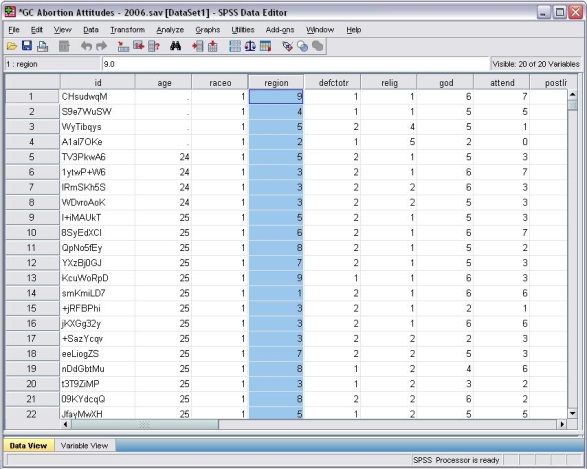 *GC Abortion Attitudes - 2006.sav [DataSet1] - SPSS Data Editor
File Edit View Data Transform Analyze Graphs Utilities Add-ons Window Help
1 : region 9.0 Visible: 20 of 20 Variables
id age raceo region defctotr relig god attend postli
1 CHsudwqM . 1 9 1 1 6 7
2 S9e7WuSW . 1 4 1 1 5 5
3 WyTibqys . 1 5 2 4 5 1
4 A1al7OKe . 1 2 1 5 2 0
5 TV3PkwA6 24 1 5 2 1 5 3
6 1ytwP+W6 24 1 3 2 1 6 7
7 IRmSKh5S 24 1 3 2 2 6 3
8 WDvroAoK 24 1 3 2 2 5 3
9 I+iMAUkT 25 1 5 2 1 5 3
10 8SyEdXCI 25 1 6 2 1 6 7
11 QpNo5fEy 25 1 8 2 1 5 2
12 YXzBj0GJ 25 1 7 2 1 5 3
13 KcuWoRpD 25 1 9 1 1 6 3
14 smKmiLD7 25 1 1 2 1 6 6
15 +jRFBPhi 25 1 3 2 1 2 1
16 jKXGg32y 25 1 3 2 1 6 6
17 +SazYcqv 25 1 3 2 2 2 3
18 eeLiogZS 25 1 7 2 2 5 3
19 nDdGbtMu 25 1 8 1 2 4 6
20 t3T9ZiMP 25 1 3 1 2 3 2
21 09KYdcqQ 25 1 8 2 2 6 2
22 JfayMwXH 25 1 5 1 2 5 5
Data View Variable View
SPSS Processor is ready